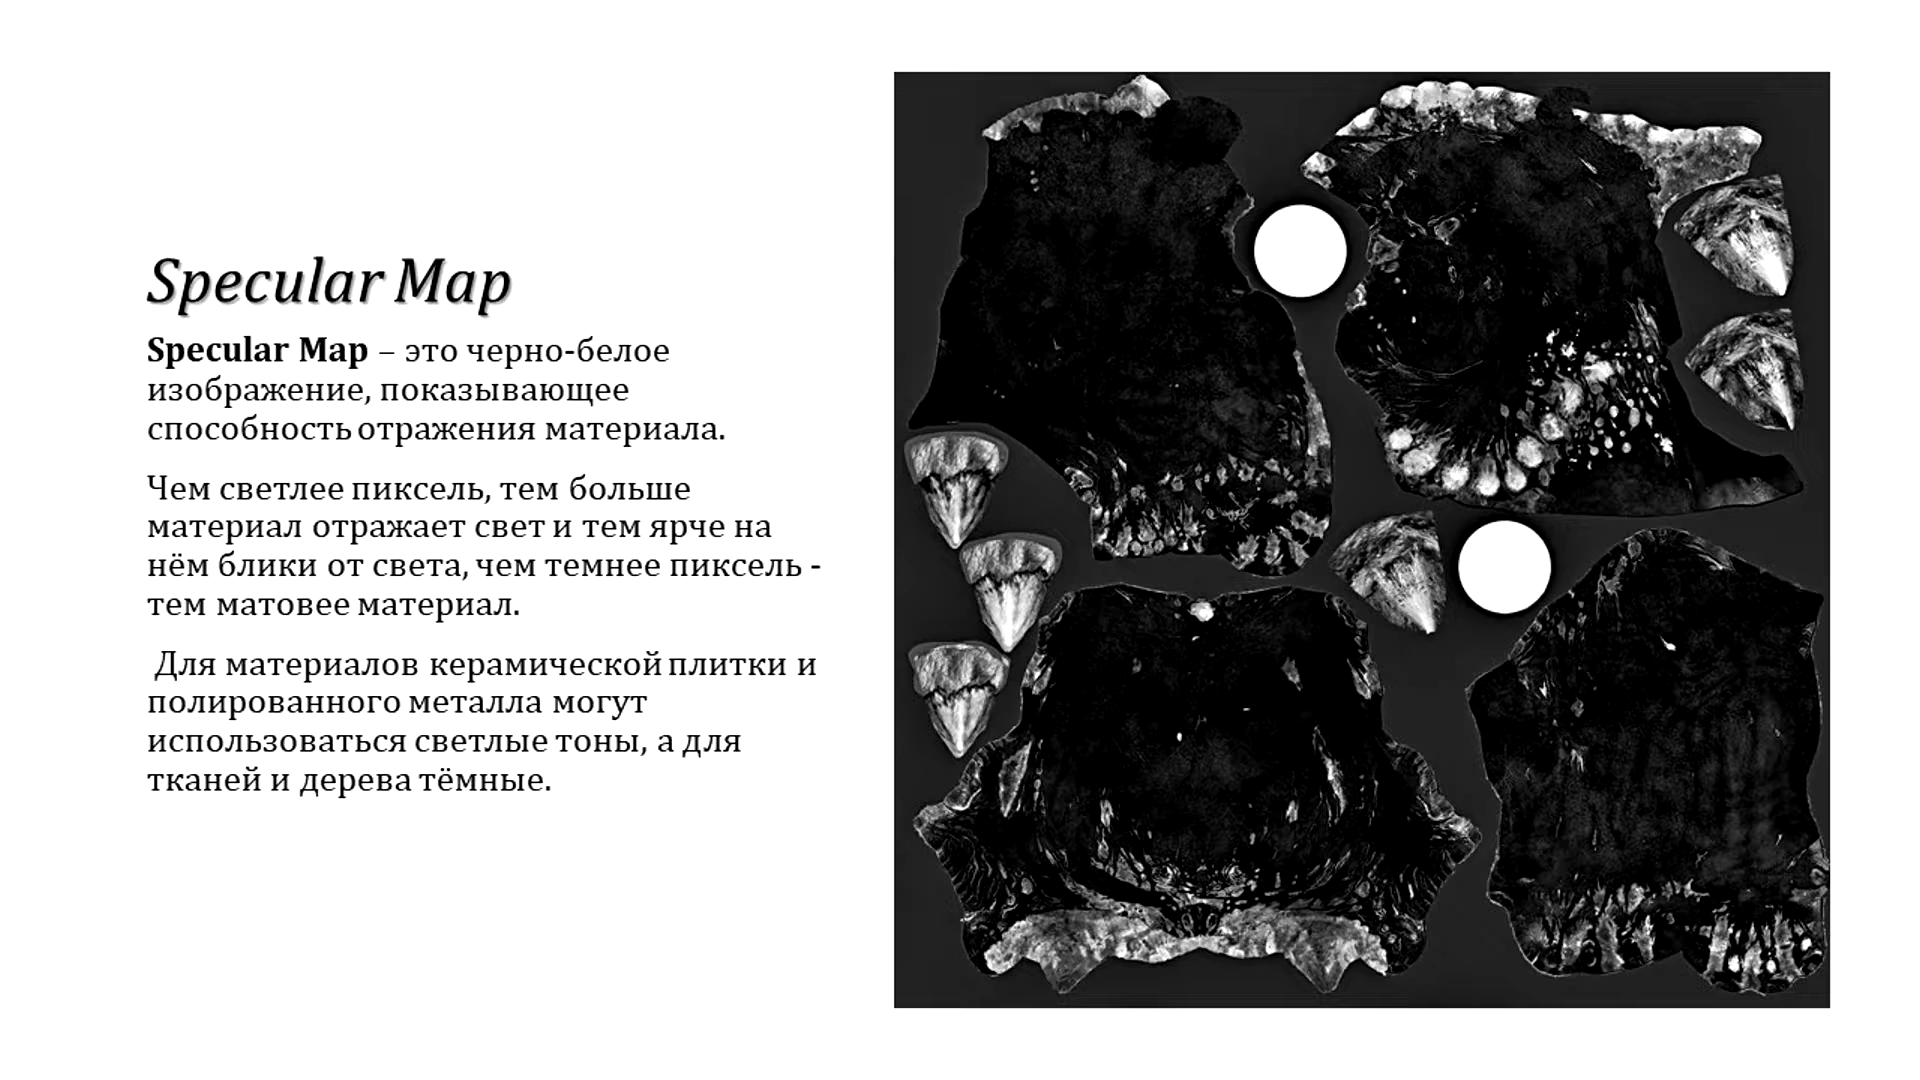 Specular Map
Specular Map – это черно-белое
изображение, показывающее
способность отражения материала.
Чем светлее пиксель, тем больше
материал отражает свет и тем ярче на
нём блики от света, чем темнее пиксель -
тем матовее материал.
Для материалов керамической плитки и
полированного металла могут
использоваться светлые тоны, а для
тканей и дерева тёмные.